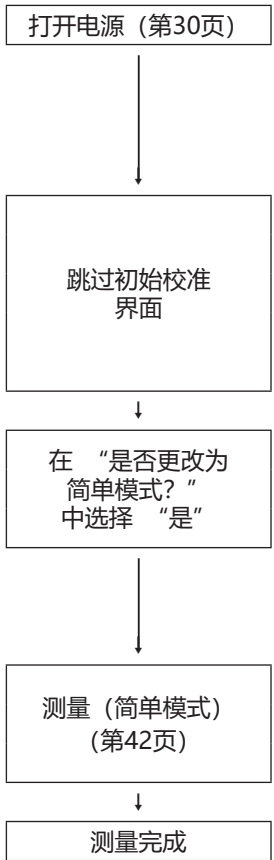 打开电源（第30页）
跳过初始校准
界面
在 “是否更改为
简单模式？”
中选择 “是”
测量（简单模式）
（第42页）
测量完成